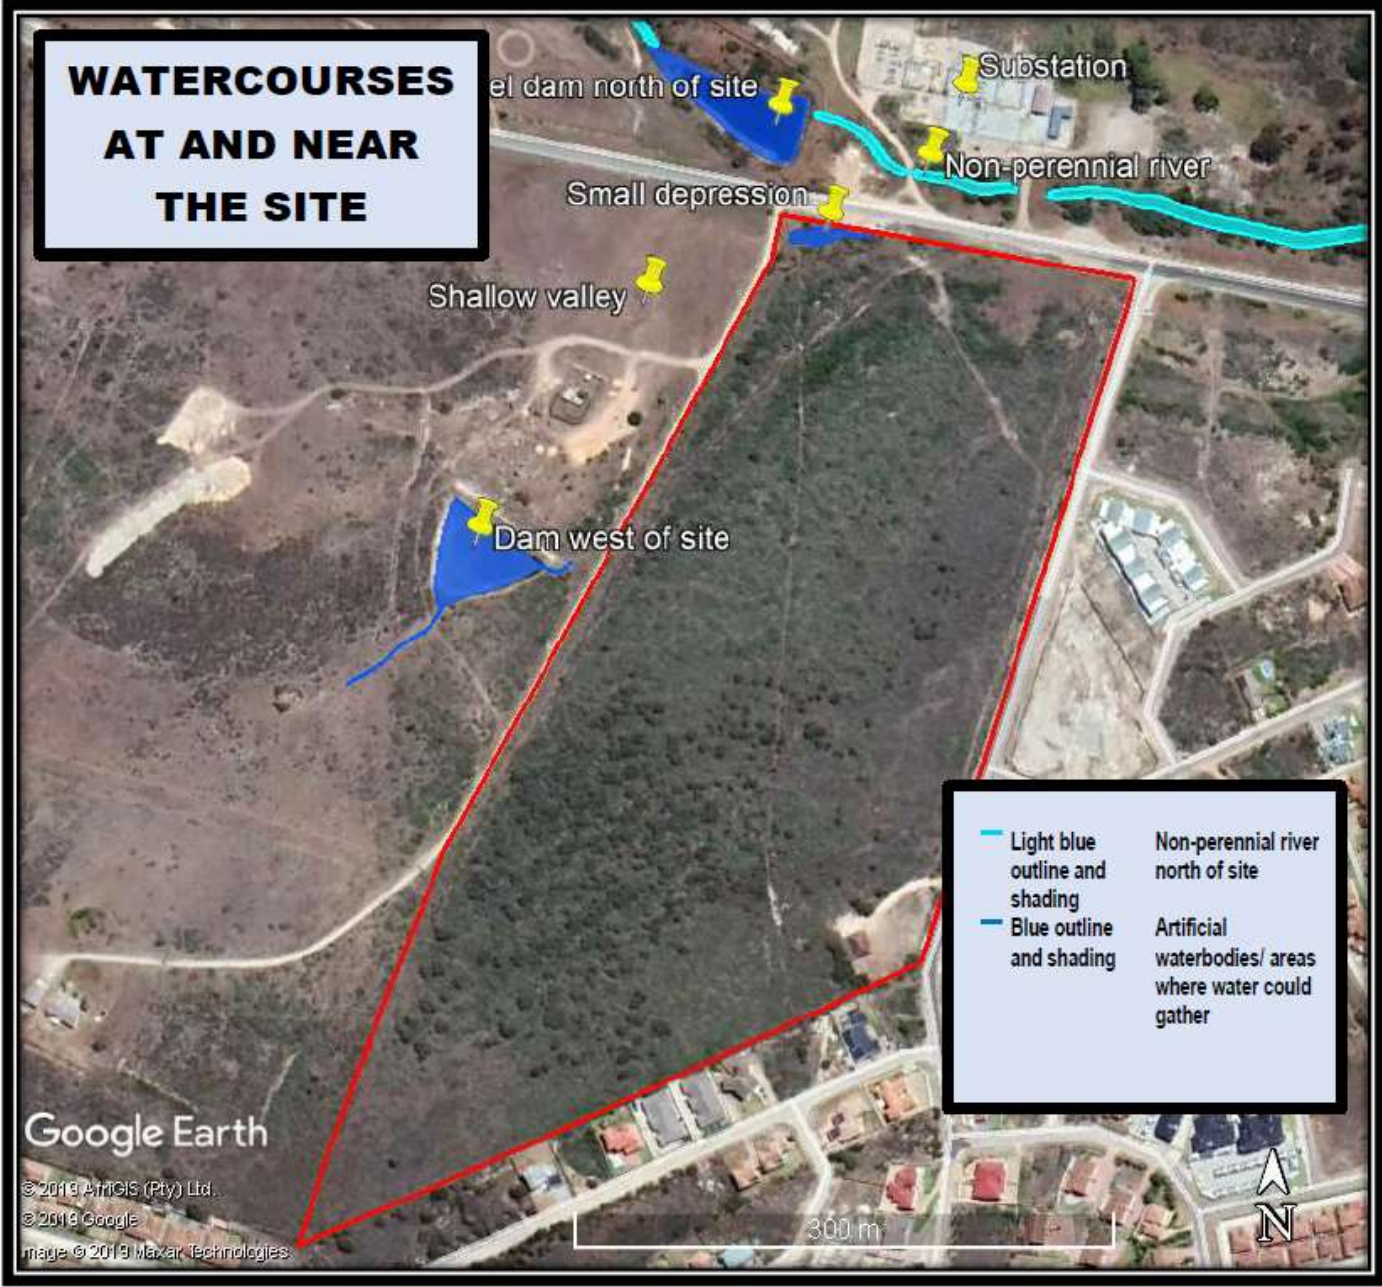 WATERCOURSES
AT AND NEAR
THE SITE
el dam north of site
Substation
Non-perennial river
Small depression
Shallow valley
Dam west of site
Light blue
outline and
shading
Non-perennial river
north of site
Blue outline
and shading
Artificial
waterbodies/ areas
where water could
gather
Google Earth
© 2019 AfriGIS (Pty) Ltd.
© 2019 Google
mage © 2019 Maxar Technologies
300 m
N